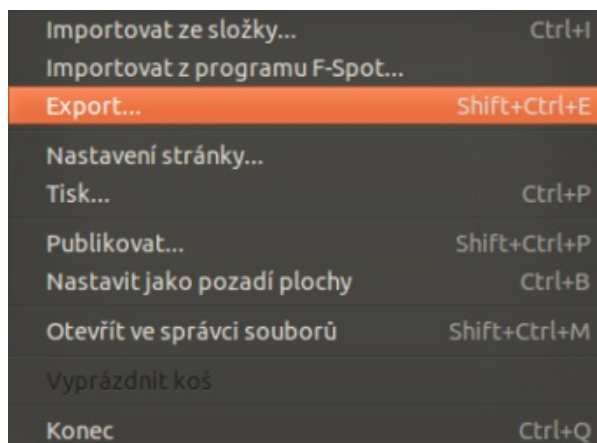 Importovat ze složky... Ctrl+I
Importovat z programu F-Spot...
Export... Shift+Ctrl+E
Nastavení stránky...
Tisk... Ctrl+P
Publikovat... Shift+Ctrl+P
Nastavit jako pozadí plochy Ctrl+B
Otevřít ve správci souborů Shift+Ctrl+M
Vyprázdnit koš
Konec Ctrl+Q